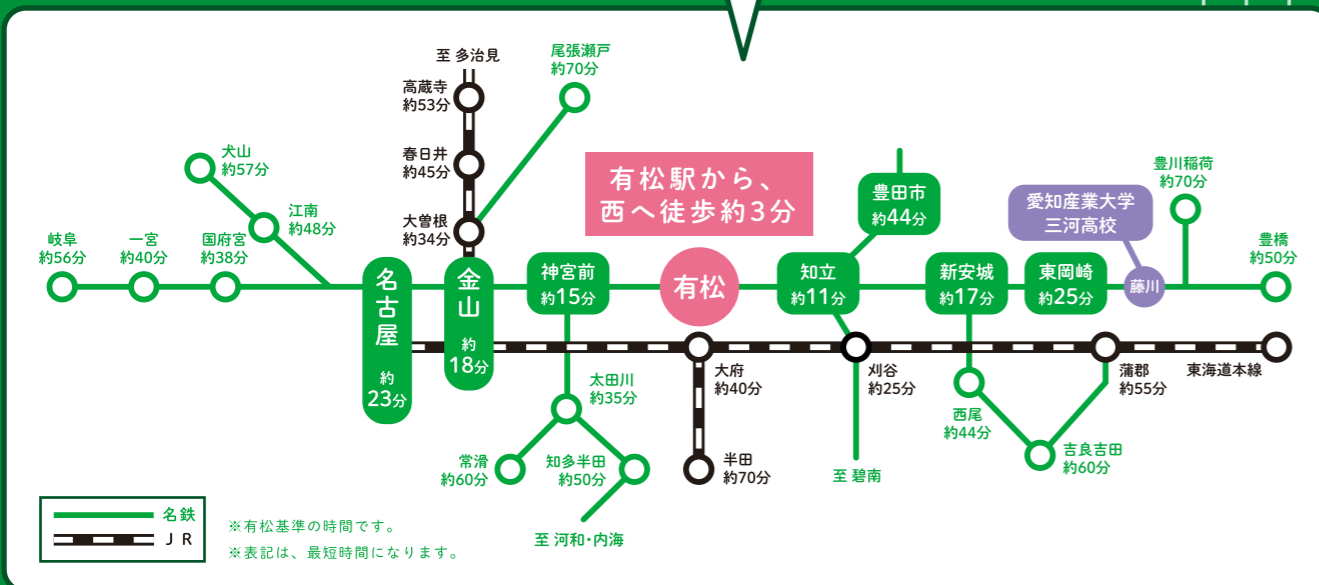 至 多治見
高蔵寺
約53分
尾張瀬戸
約70分
春日井
約45分
犬山
約57分
江南
約48分
大曽根
約34分
有松駅から、
西へ徒歩約3分
豊田市
約44分
愛知産業大学
三河高校
豊川稲荷
約70分
岐阜
約56分
一宮
約40分
国府宮
約38分
名古屋
約
23分
金山
約
18分
神宮前
約15分
有松
知立
約11分
新安城
約17分
東岡崎
約25分
藤川
豊橋
約50分
大府
約40分
刈谷
約25分
蒲郡
約55分
東海道本線
太田川
約35分
西尾
約44分
常滑
約60分
知多半田
約50分
半田
約70分
至 碧南
吉良吉田
約60分
至 河和・内海
名鉄
ＪＲ
※有松基準の時間です。
※表記は、最短時間になります。